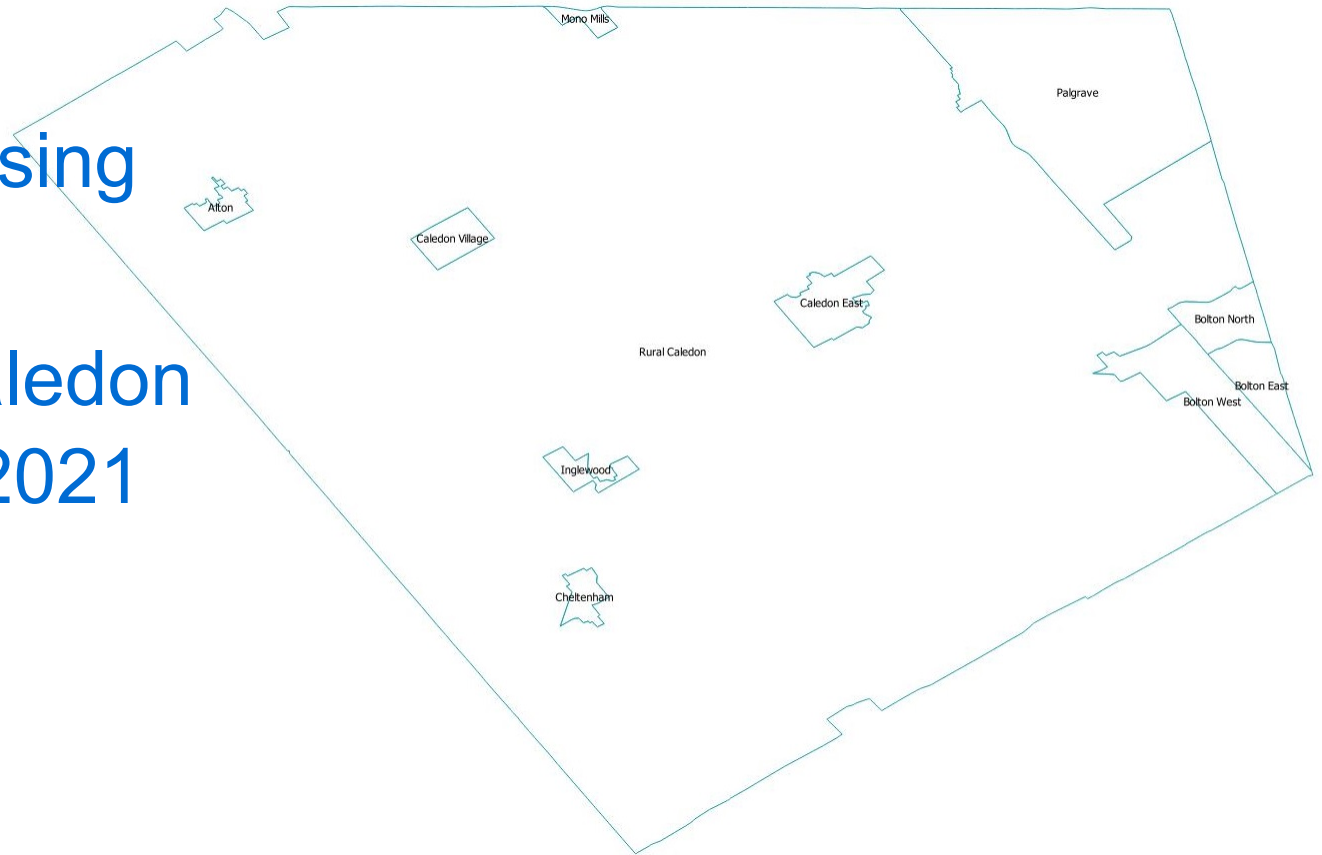 Mono Mills
Palgrave
sing
Alton
Caledon Village
Caledon East
Bolton North
Rural Caledon
ledon
Bolton East
Bolton West
Inglewood
2021
Cheltenham